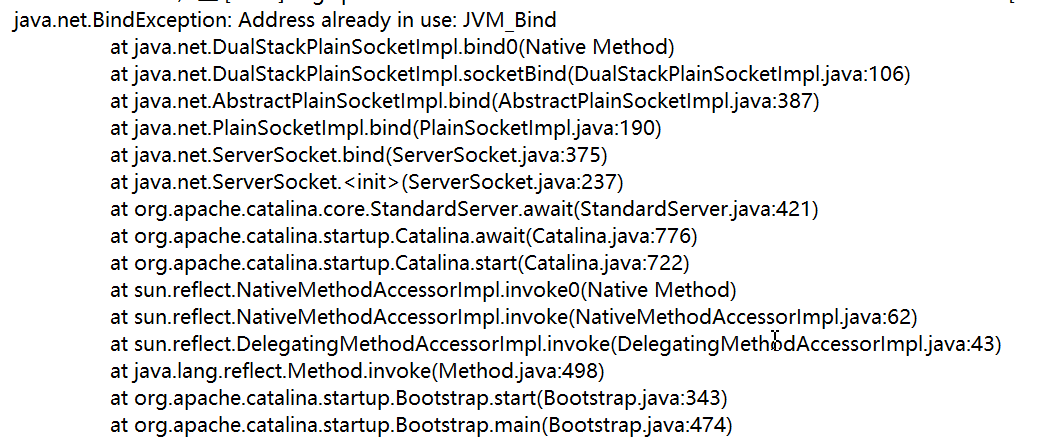 java.net.BindException: Address already in use: JVM_Bind
at java.net.DualStackPlainSocketImpl.bind0(Native Method)
at java.net.DualStackPlainSocketImpl.socketBind(DualStackPlainSocketImpl.java:106)
at java.net.AbstractPlainSocketImpl.bind(AbstractPlainSocketImpl.java:387)
at java.net.PlainSocketImpl.bind(PlainSocketImpl.java:190)
at java.net.ServerSocket.bind(ServerSocket.java:375)
at java.net.ServerSocket.<init>(ServerSocket.java:237)
at org.apache.catalina.core.StandardServer.await(StandardServer.java:421)
at org.apache.catalina.startup.Catalina.await(Catalina.java:776)
at org.apache.catalina.startup.Catalina.start(Catalina.java:722)
at sun.reflect.NativeMethodAccessorImpl.invoke0(Native Method)
at sun.reflect.NativeMethodAccessorImpl.invoke(NativeMethodAccessorImpl.java:62)
at sun.reflect.DelegatingMethodAccessorImpl.invoke(DelegatingMethodAccessorImpl.java:43)
at java.lang.reflect.Method.invoke(Method.java:498)
at org.apache.catalina.startup.Bootstrap.start(Bootstrap.java:343)
at org.apache.catalina.startup.Bootstrap.main(Bootstrap.java:474)